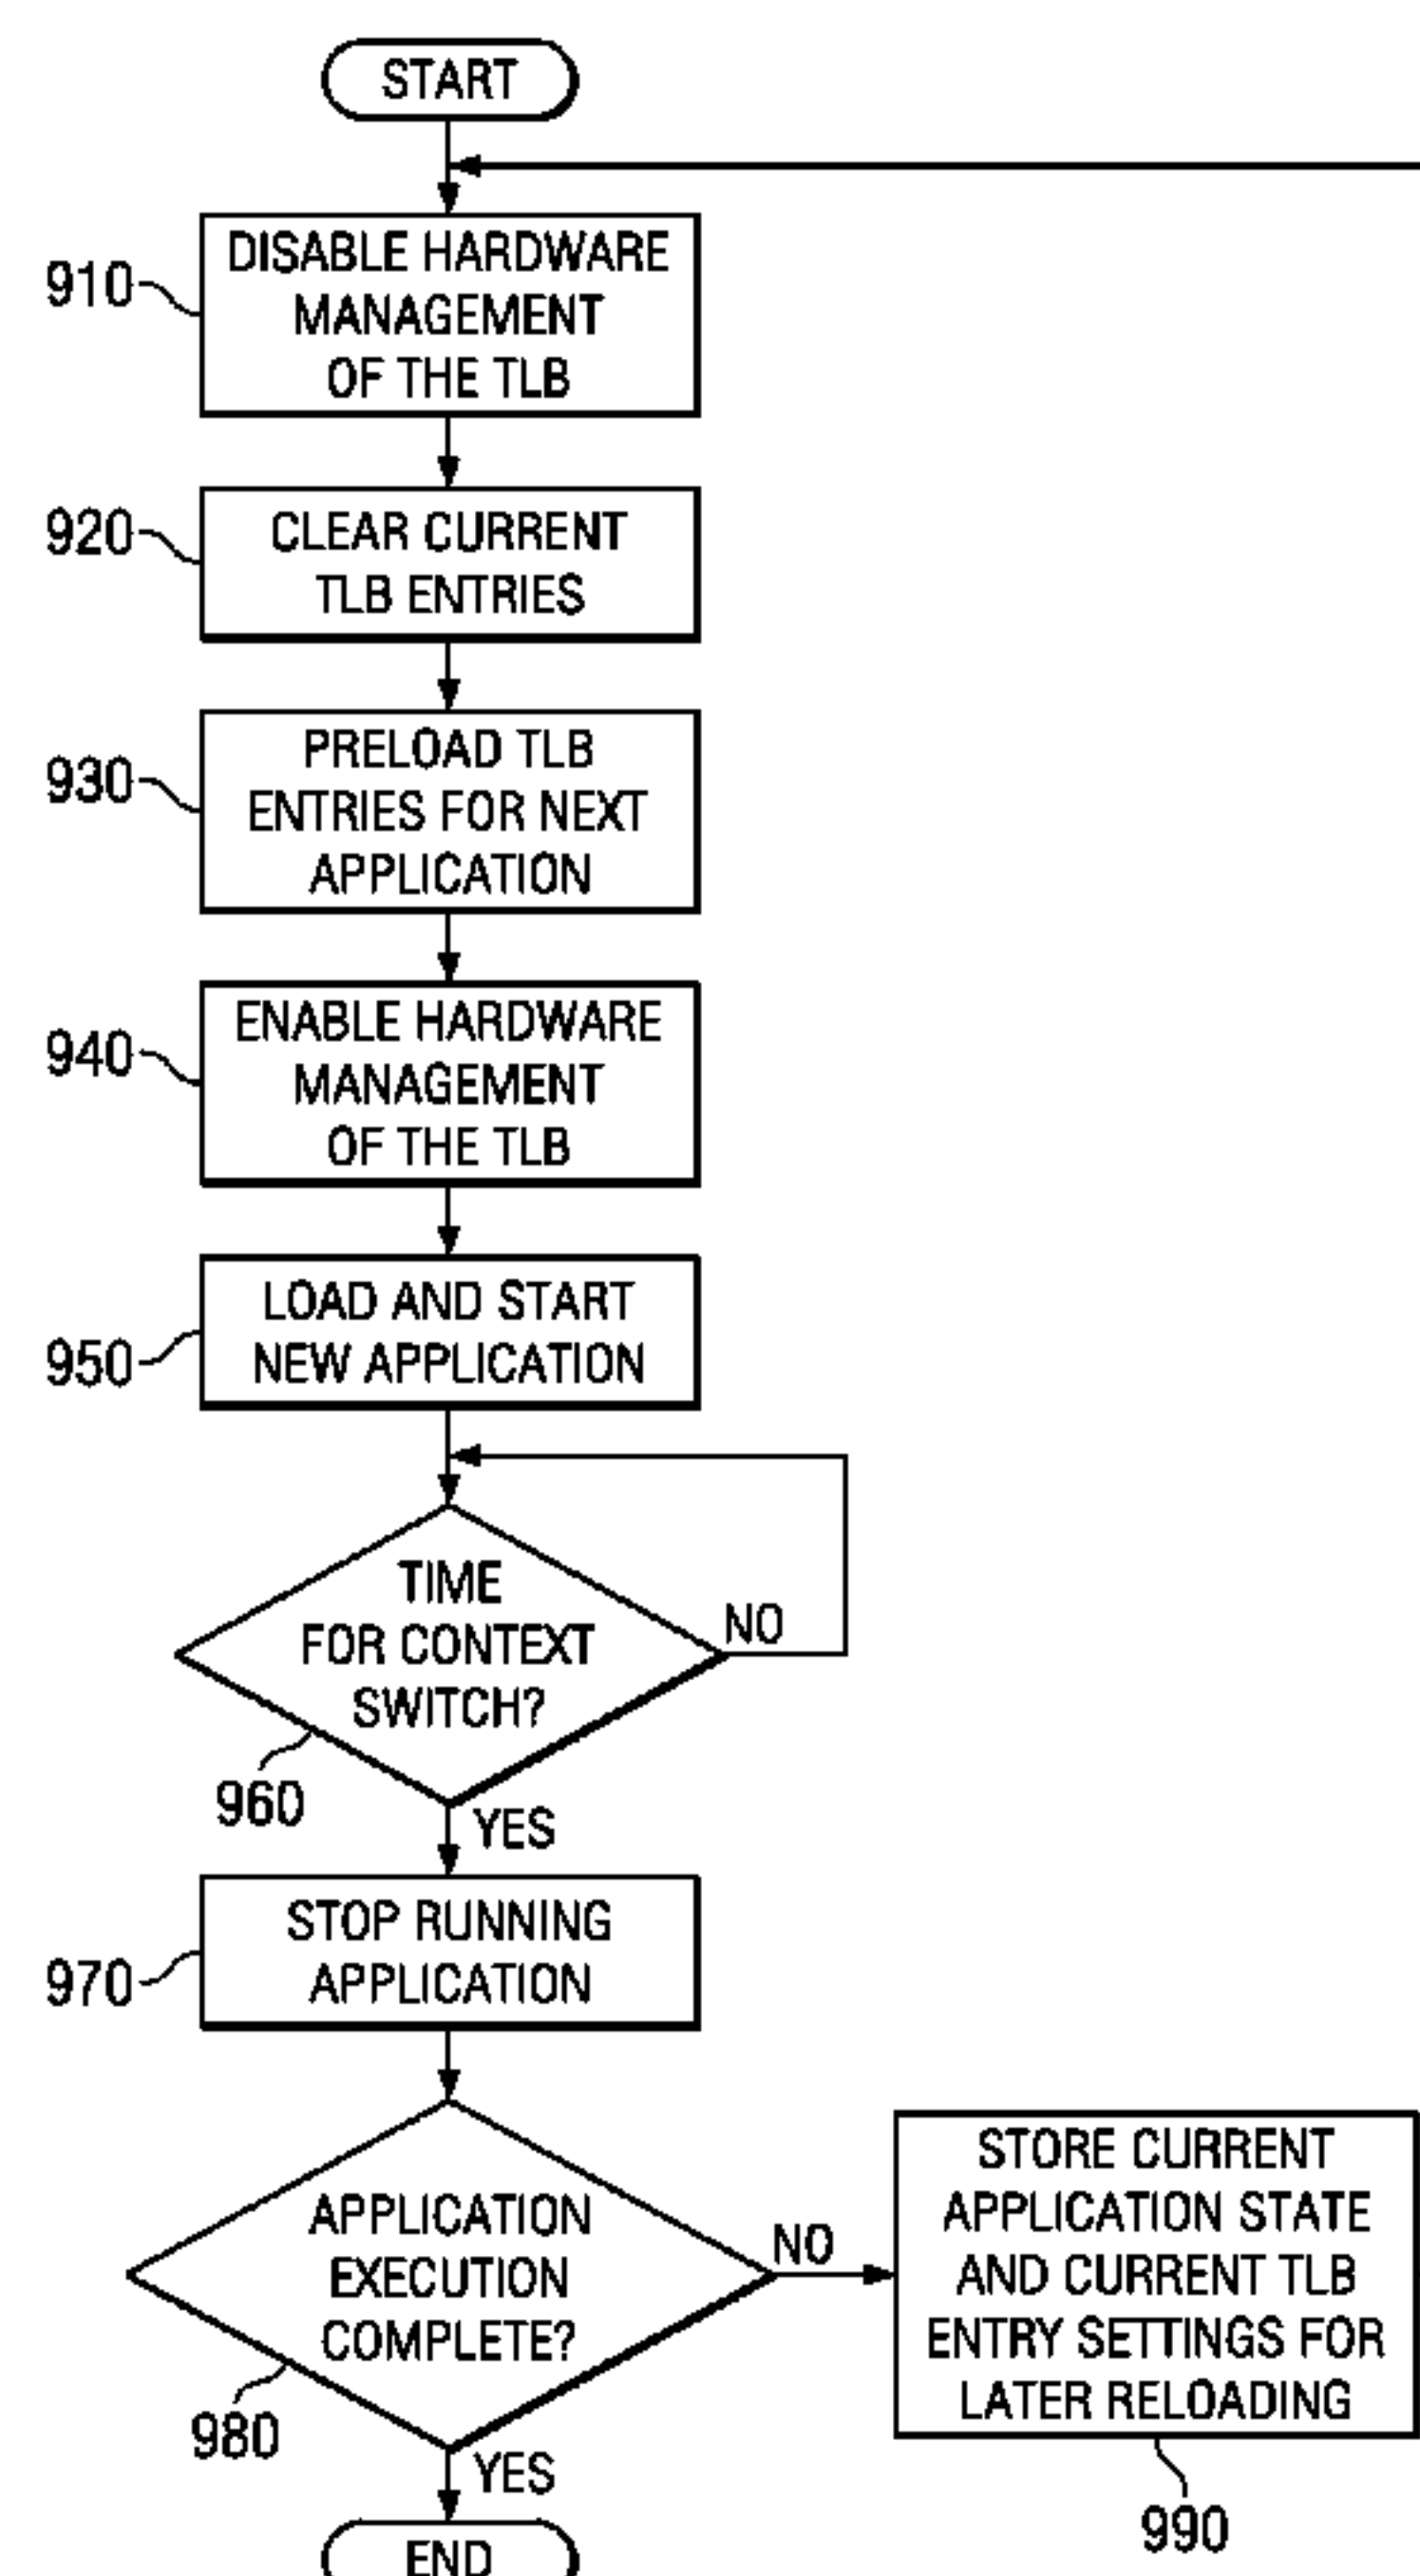 START
910
DISABLE HARDWARE
MANAGEMENT
OF THE TLB
920
CLEAR CURRENT
TLB ENTRIES
930
PRELOAD TLB
ENTRIES FOR NEXT
APPLICATION
940
ENABLE HARDWARE
MANAGEMENT
OF THE TLB
950
LOAD AND START
NEW APPLICATION
TIME
FOR CONTEXT
SWITCH?
NO
960
YES
970
STOP RUNNING
APPLICATION
APPLICATION
EXECUTION
COMPLETE?
NO
980
YES
STORE CURRENT
APPLICATION STATE
AND CURRENT TLB
ENTRY SETTINGS FOR
LATER RELOADING
990
END